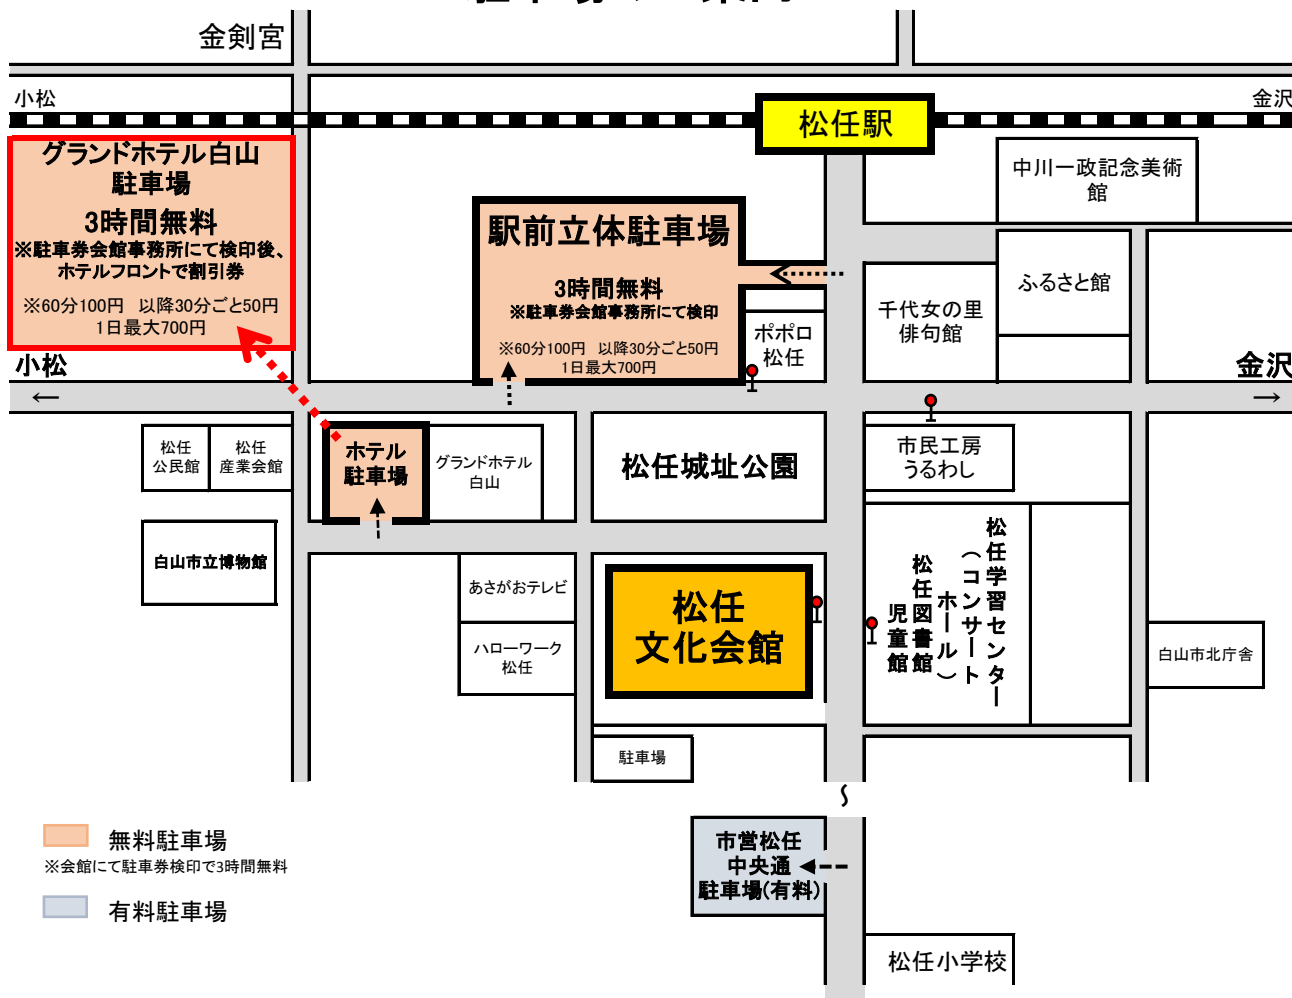 金剣宮
小松
金沢
松任駅
グランドホテル白山
駐車場
3時間無料
※駐車券会館事務所にて検印後、
ホテルフロントで割引券
※60分100円 以降30分ごと50円
1日最大700円
駅前立体駐車場
3時間無料
※駐車券会館事務所にて検印
※60分100円 以降30分ごと50円
1日最大700円
中川一政記念美術
館
ふるさと館
千代女の里
俳句館
ポポロ
松任
小松
←
金沢
→
松任
公民館
松任
産業会館
ホテル
駐車場
グランドホテル
白山
松任城址公園
市民工房
うるわし
白山市立博物館
あさがおテレビ
ハローワーク
松任
松任
文化会館
松任学習センター
(コンサート
ホール)
松任図書館
児童館
白山市北庁舎
駐車場
無料駐車場
※会館にて駐車券検印で3時間無料
有料駐車場
市営松任
中央通
駐車場(有料)
松任小学校